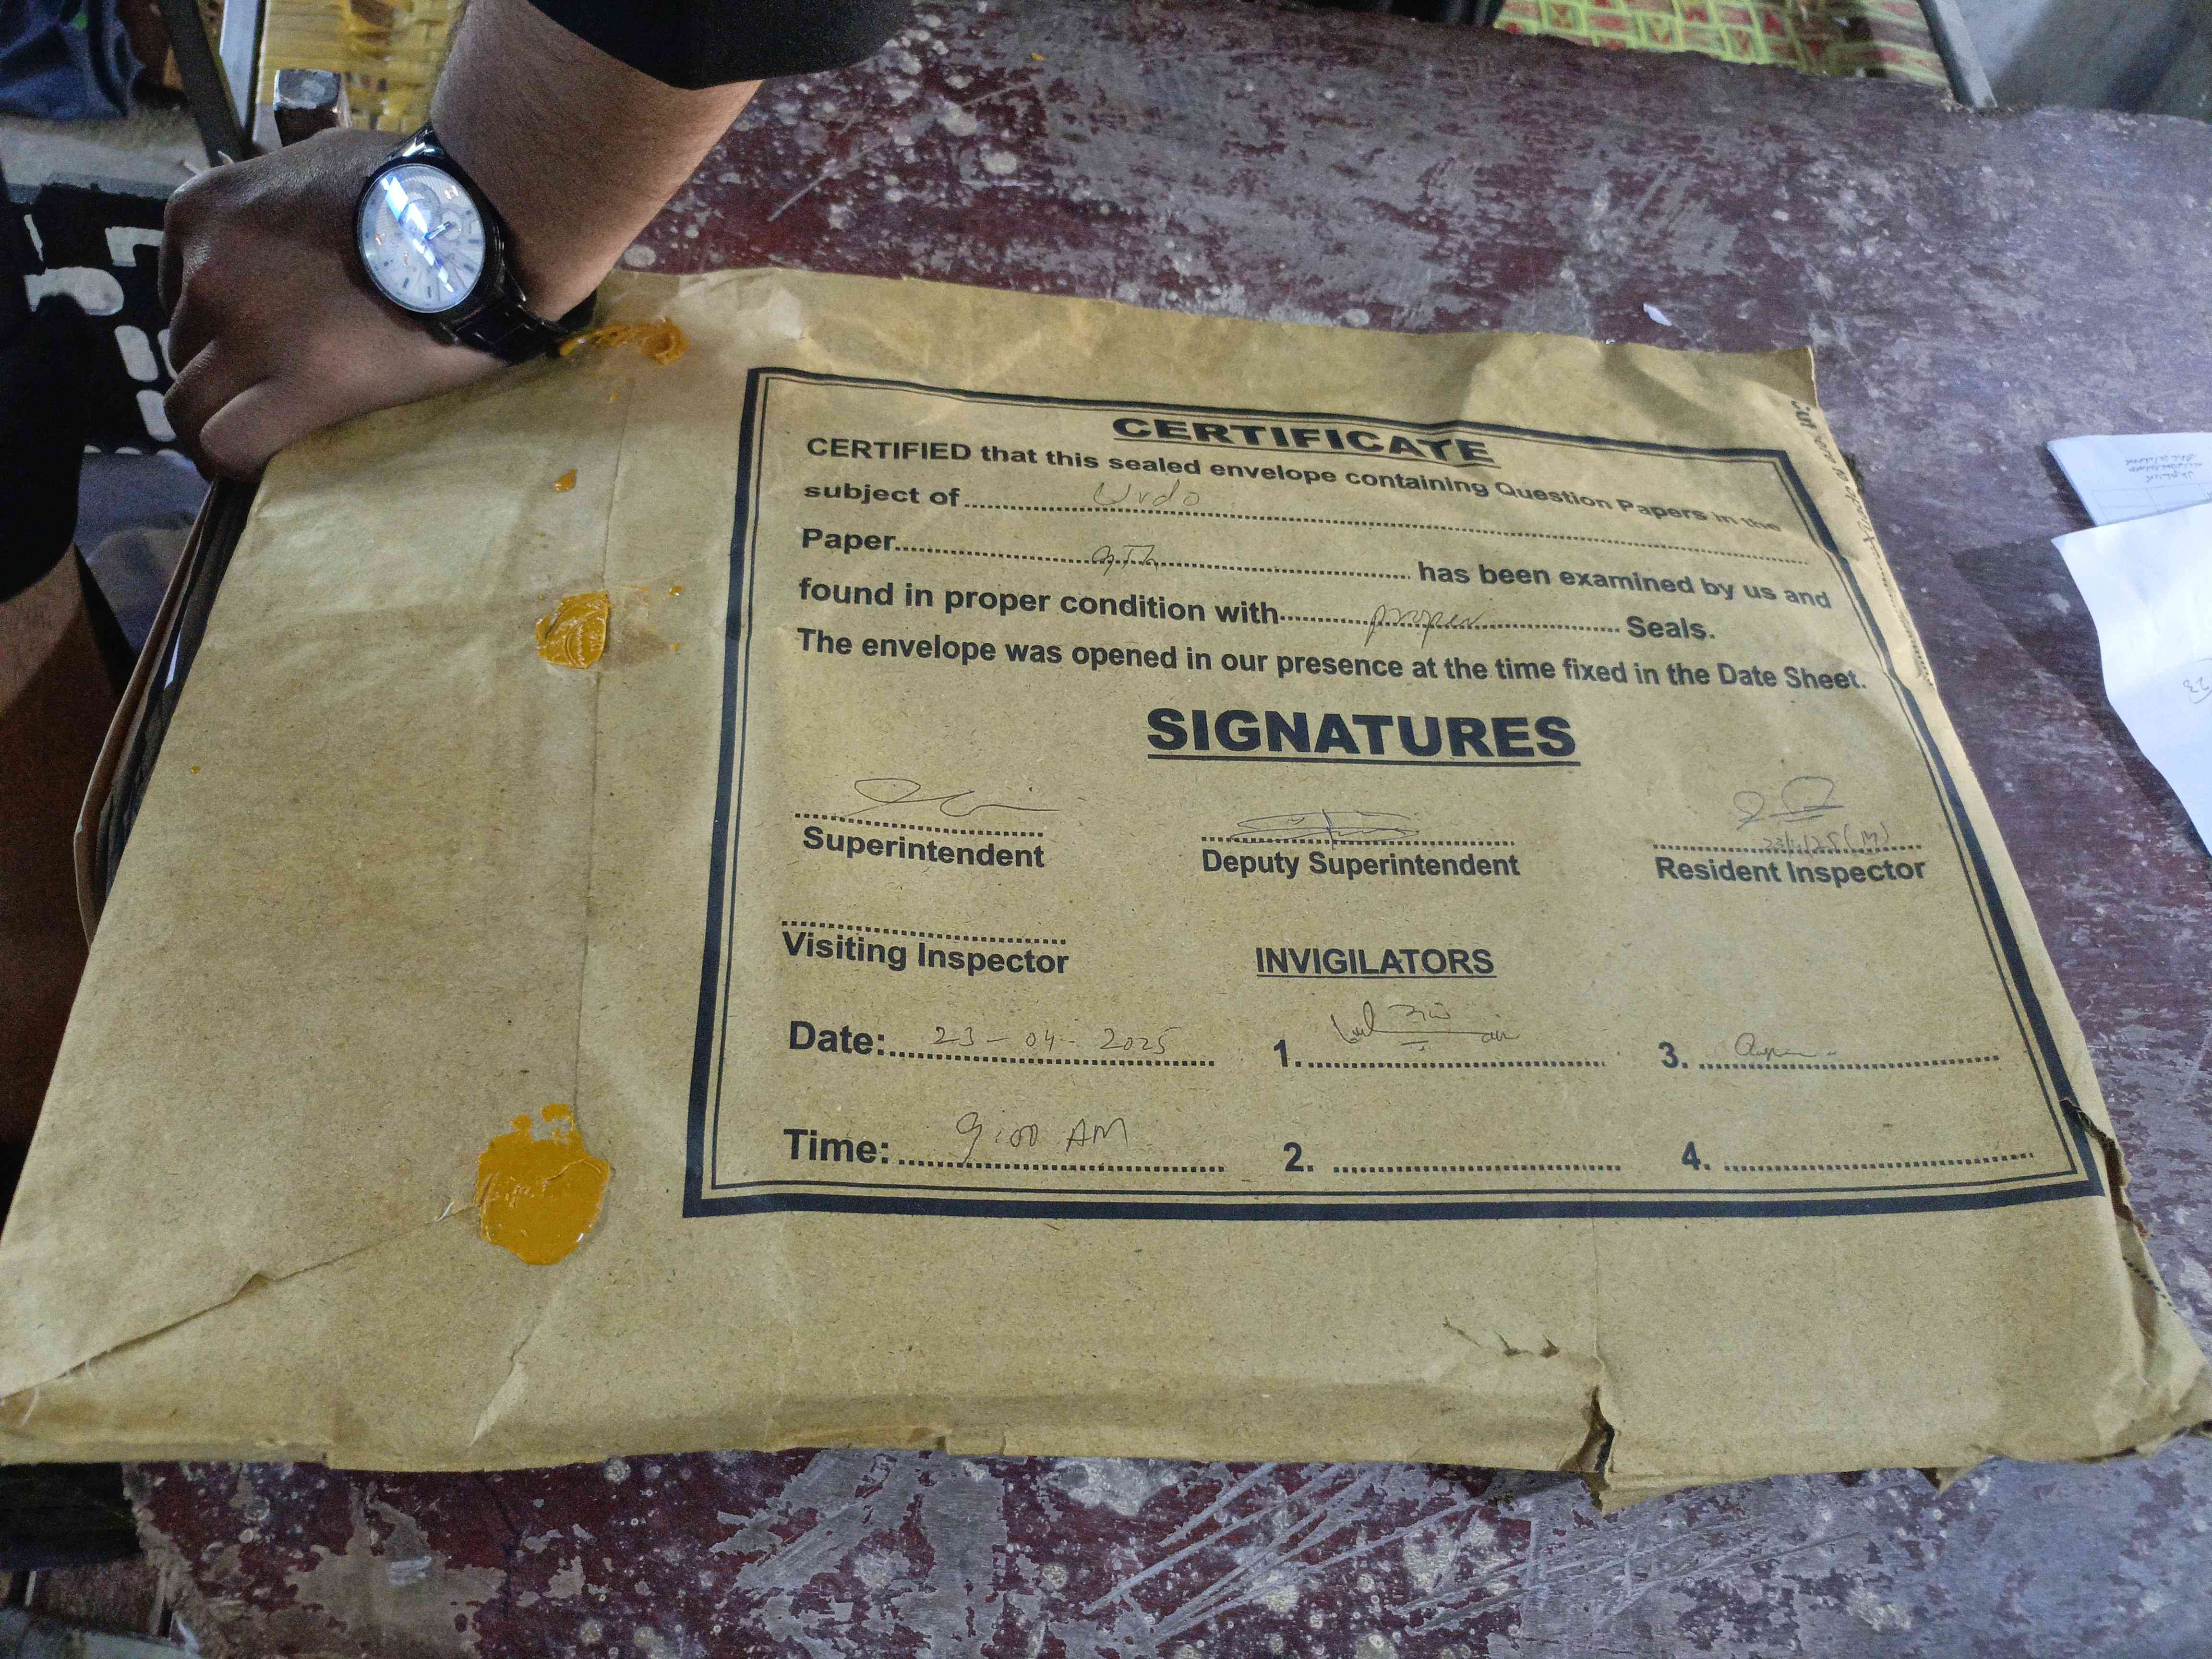 CERTIFICATE
CERTIFIED that this sealed envelope containing Question Papers in the
subject of Urdo
Paper 9Th has been examined by us and
found in proper condition with proper Seals.
The envelope was opened in our presence at the time fixed in the Date Sheet.
SIGNATURES
Superintendent Deputy Superintendent Resident Inspector
Visiting Inspector INVIGILATORS
Date: 23-04-2025 1. 3.
Time: 9:00 AM 2. 4.